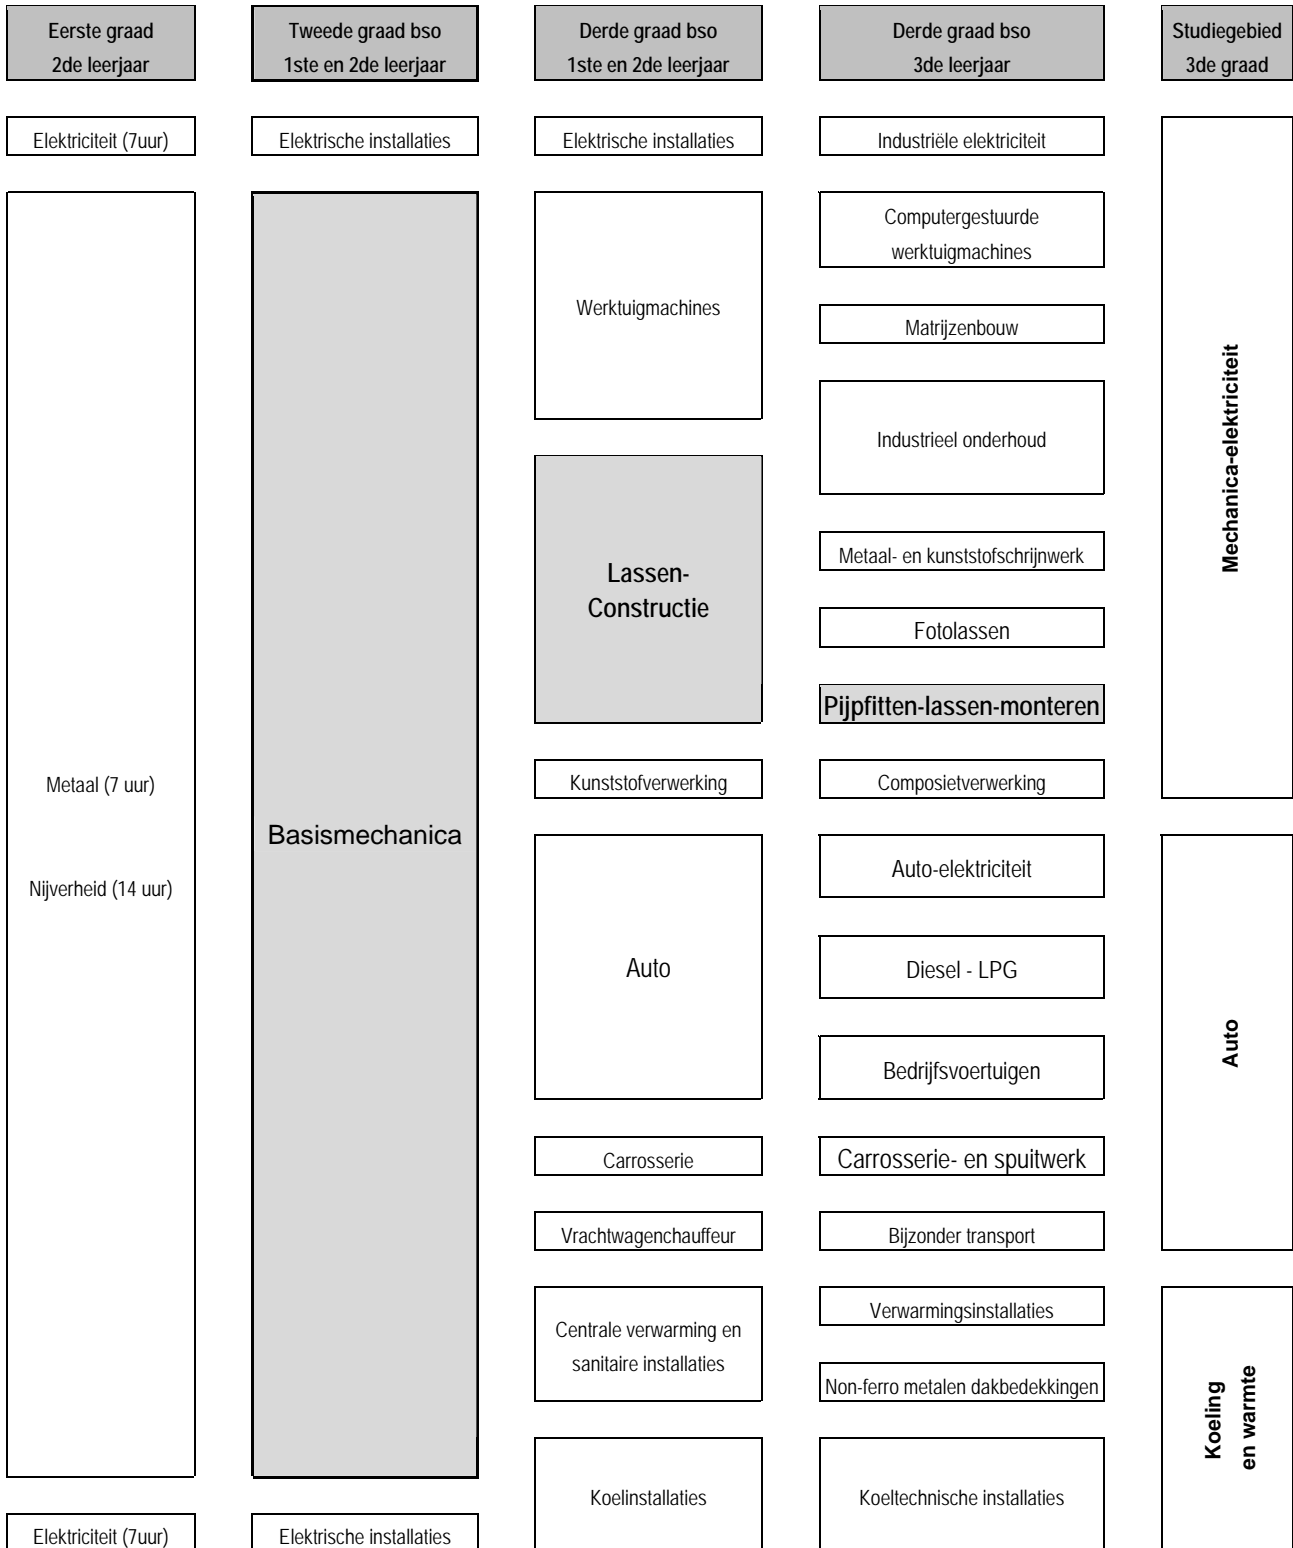 Eerste graad
2de leerjaar
Tweede graad bso
1ste en 2de leerjaar
Derde graad bso
1ste en 2de leerjaar
Derde graad bso
3de leerjaar
Studiegebied
3de graad
Elektriciteit (7uur)
Elektrische installaties
Elektrische installaties
Industriële elektriciteit
Metaal (7 uur)
Nijverheid (14 uur)
Basismechanica
Werktuigmachines
Computergestuurde
werktuigmachines
Matrijzenbouw
Industrieel onderhoud
Lassen-
Constructie
Metaal- en kunststofschrijnwerk
Fotolassen
Pijpfitten-lassen-monteren
Kunststofverwerking
Composietverwerking
Mechanica-elektriciteit
Auto
Auto-elektriciteit
Diesel - LPG
Bedrijfsvoertuigen
Carrosserie
Carrosserie- en spuitwerk
Vrachtwagenchauffeur
Bijzonder transport
Auto
Centrale verwarming en
sanitaire installaties
Verwarmingsinstallaties
Non-ferro metalen dakbedekkingen
Koelinstallaties
Koeltechnische installaties
Koeling
en warmte
Elektriciteit (7uur)
Elektrische installaties